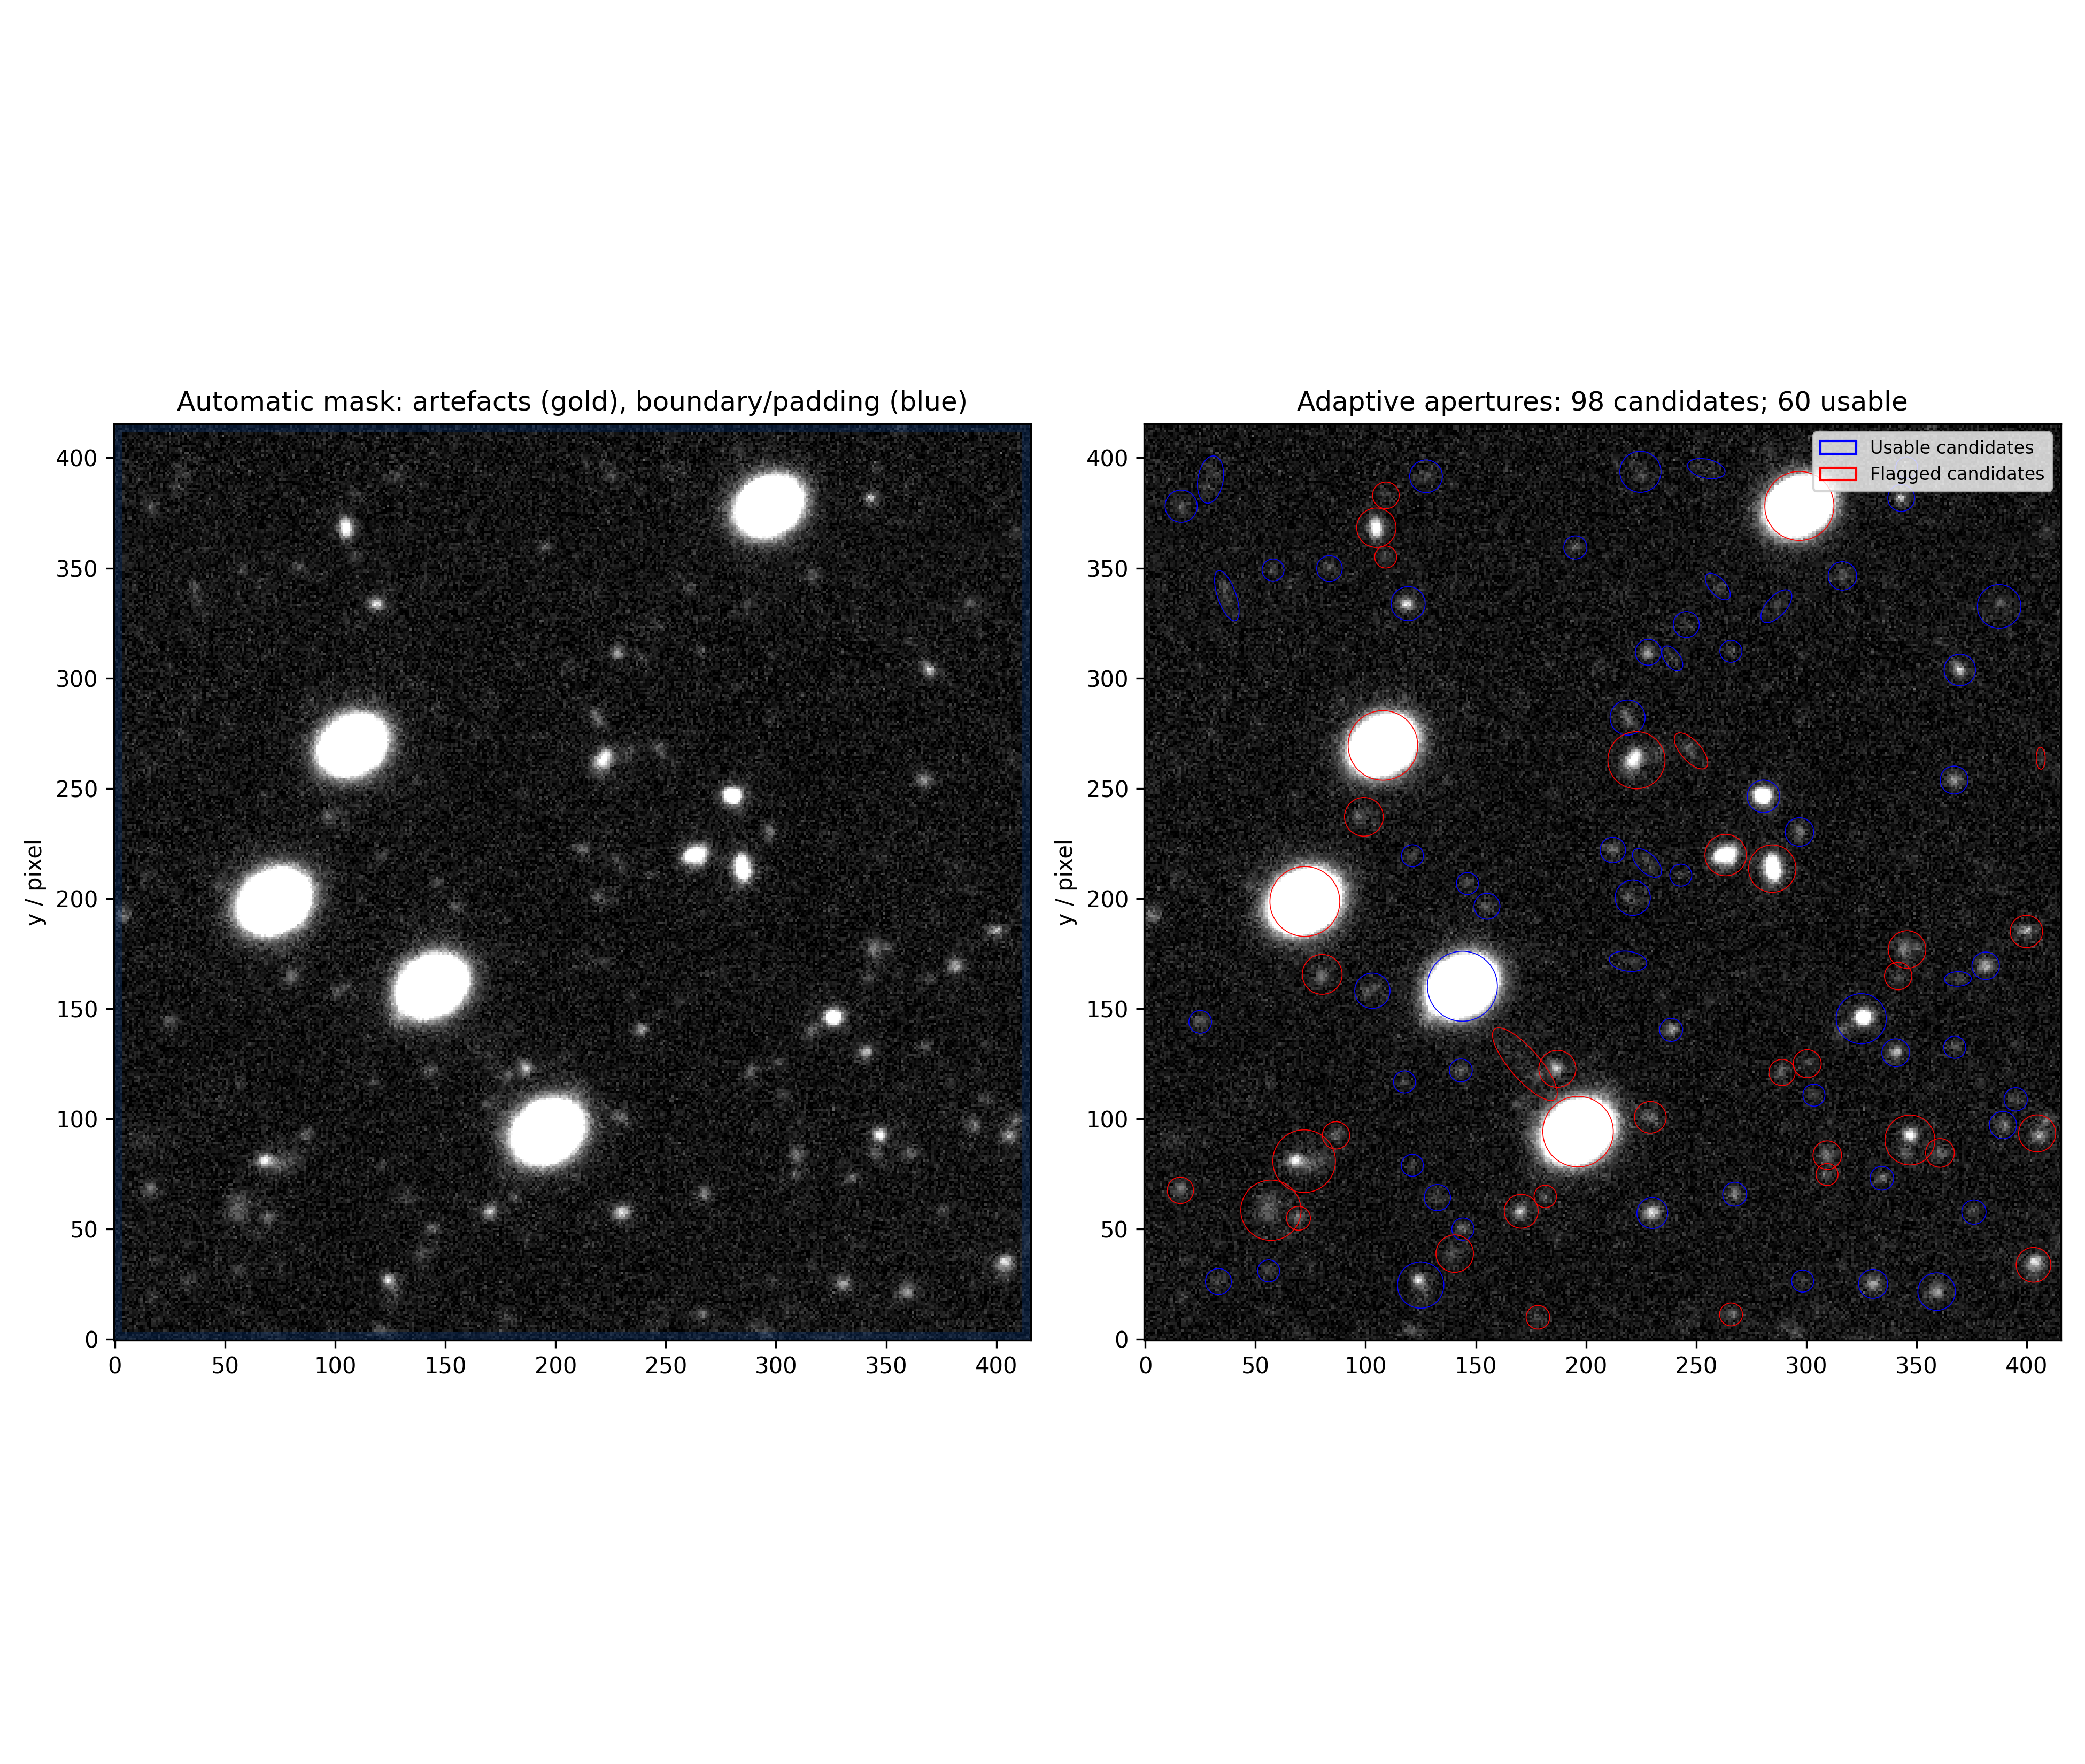 Automatic mask: artefacts (gold), boundary/padding (blue)
y / pixel
400
350
300
250
200
150
100
50
0
0 50 100 150 200 250 300 350 400
Adaptive apertures: 98 candidates; 60 usable
Usable candidates
Flagged candidates
y / pixel
400
350
300
250
200
150
100
50
0
0 50 100 150 200 250 300 350 400